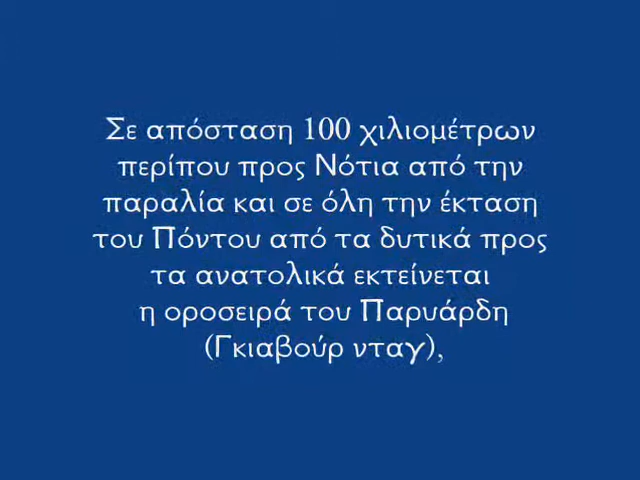 Σε απόσταση 100 χιλιομέτρων
περίπου προς Νότια από την
παραλία και σε όλη την έκταση
του Πόντου από τα δυτικά προς
τα ανατολικά εκτείνεται
η οροσειρά του Παρυάρδη
(Γκιαβούρ νταγ),